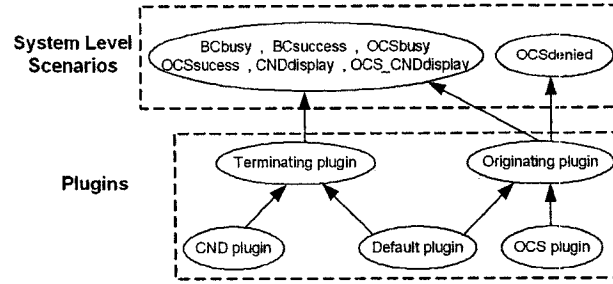 System Level
Scenarios
BCbusy , BCsuccess , OCSbusy
OCSsucess , CNDdisplay , OCS_CNDdisplay
OCSdenied
Plugins
Terminating plugin
Originating plugin
CND plugin
Default plugin
OCS plugin